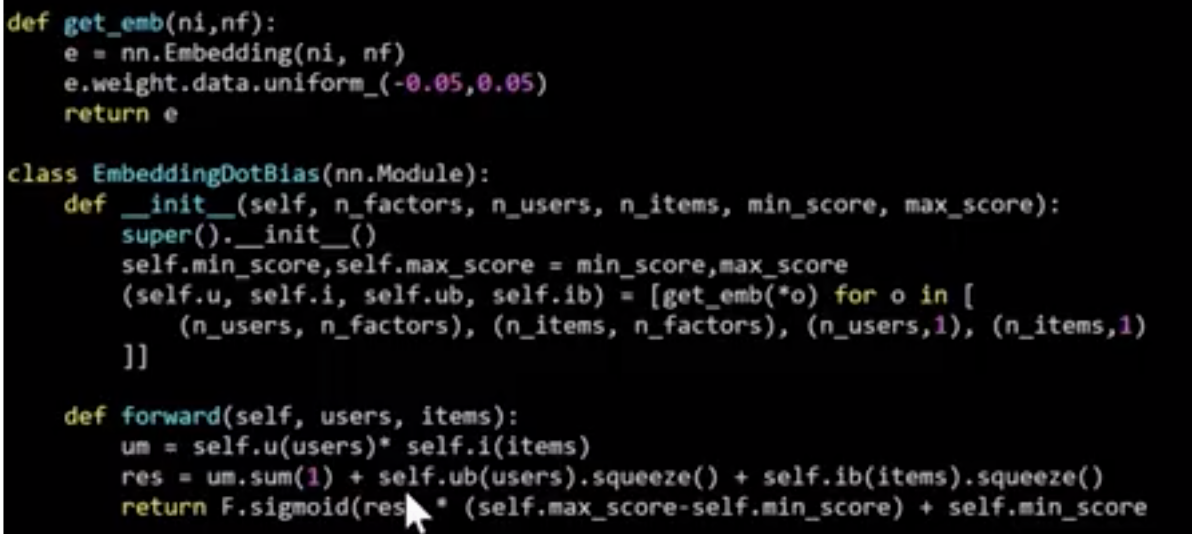 def get_emb(ni,nf):
    e = nn.Embedding(ni, nf)
    e.weight.data.uniform_(-0.05,0.05)
    return e

class EmbeddingDotBias(nn.Module):
    def __init__(self, n_factors, n_users, n_items, min_score, max_score):
        super().__init__()
        self.min_score,self.max_score = min_score,max_score
        (self.u, self.i, self.ub, self.ib) = [get_emb(*o) for o in [
            (n_users, n_factors), (n_items, n_factors), (n_users,1), (n_items,1)
        ]]

    def forward(self, users, items):
        um = self.u(users)* self.i(items)
        res = um.sum(1) + self.ub(users).squeeze() + self.ib(items).squeeze()
        return F.sigmoid(res * (self.max_score-self.min_score) + self.min_score